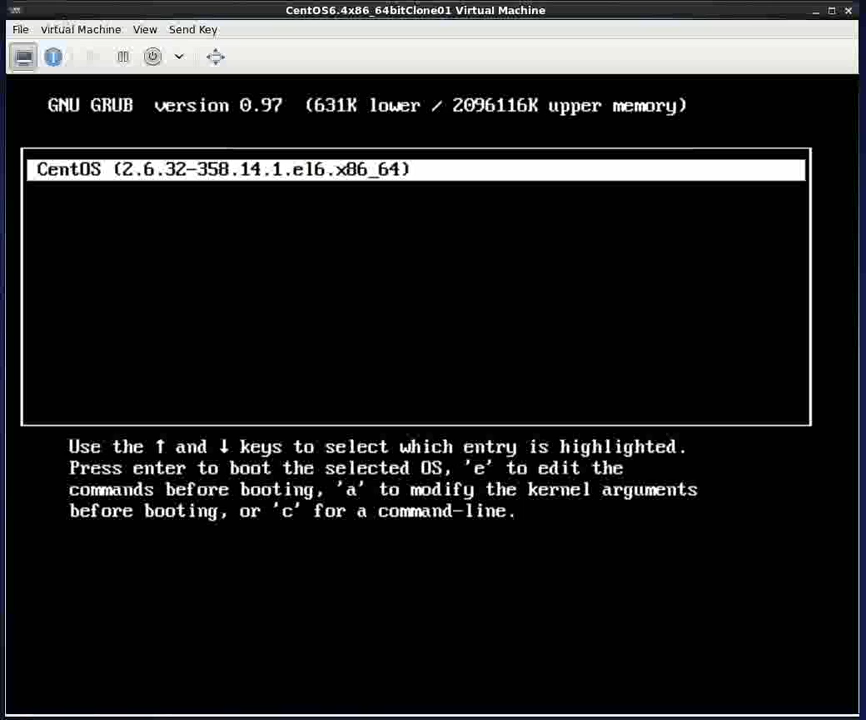 CentOS6.4x86_64bitClone01 Virtual Machine
File Virtual Machine View Send Key
GNU GRUB version 0.97 (631K lower / 2096116K upper memory)
CentOS (2.6.32-358.14.1.el6.x86_64)
Use the ↑ and ↓ keys to select which entry is highlighted.
Press enter to boot the selected OS, 'e' to edit the
commands before booting, 'a' to modify the kernel arguments
before booting, or 'c' for a command-line.